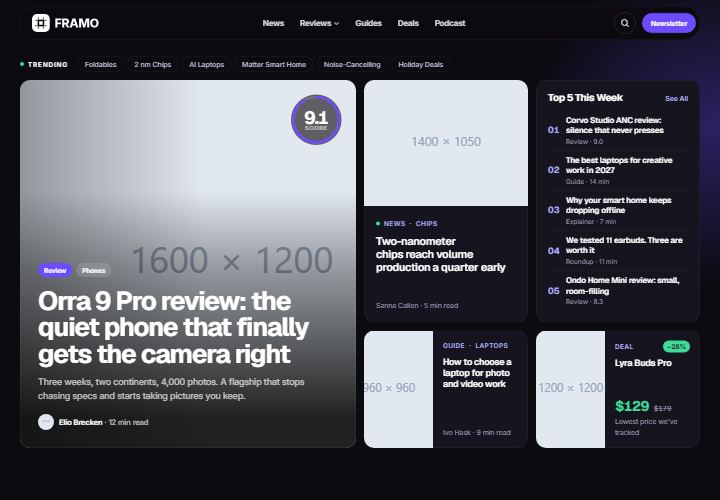 FRAMO
News Reviews Guides Deals Podcast
Newsletter
TRENDING Foldables 2 nm Chips AI Laptops Matter Smart Home Noise-Cancelling Holiday Deals
9.1
SCORE
1600 × 1200
Review Phones
Orra 9 Pro review: the
quiet phone that finally
gets the camera right
Three weeks, two continents, 4,000 photos. A flagship that stops
chasing specs and starts taking pictures you keep.
Elio Brecken · 12 min read
1400 × 1050
NEWS · CHIPS
Two-nanometer
chips reach volume
production a quarter early
Sanna Callen · 5 min read
Top 5 This Week See All
01 Corvo Studio ANC review:
silence that never presses
Review · 9.0
02 The best laptops for creative
work in 2027
Guide · 14 min
03 Why your smart home keeps
dropping offline
Explainer · 7 min
04 We tested 11 earbuds. Three are
worth it
Roundup · 11 min
05 Ondo Home Mini review: small,
room-filling
Review · 8.3
960 × 960
GUIDE · LAPTOPS
How to choose a
laptop for photo
and video work
Ivo Hask · 9 min read
1200 × 1200
DEAL −28%
Lyra Buds Pro
$129 $179
Lowest price we've
tracked